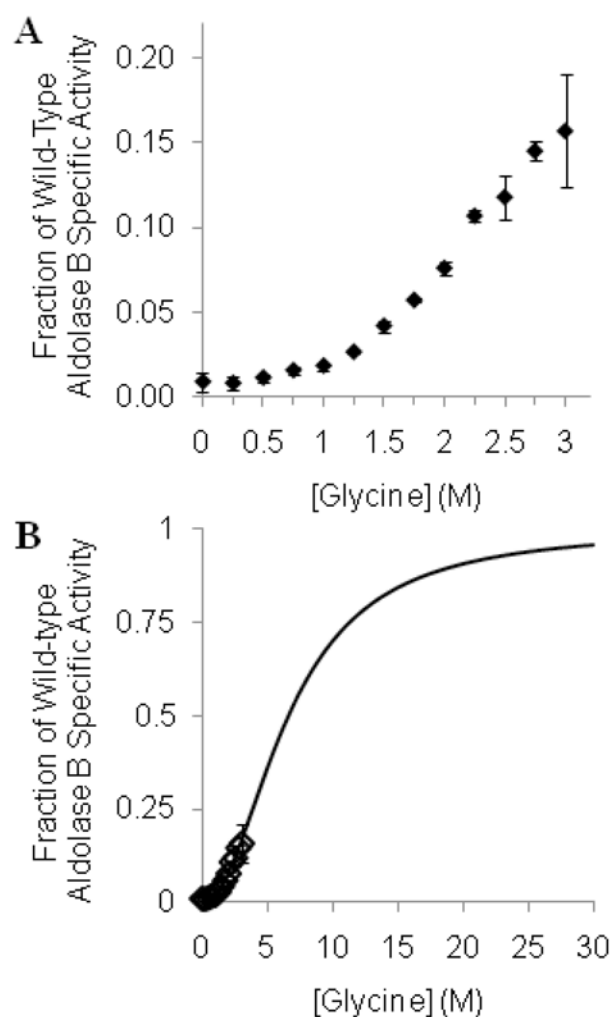 A
Fraction of Wild-Type
Aldolase B Specific Activity
0.20
0.15
0.10
0.05
0.00
0 0.5 1 1.5 2 2.5 3
[Glycine] (M)
B
Fraction of Wild-type
Aldolase B Specific Activity
1
0.75
0.5
0.25
0
0 5 10 15 20 25 30
[Glycine] (M)